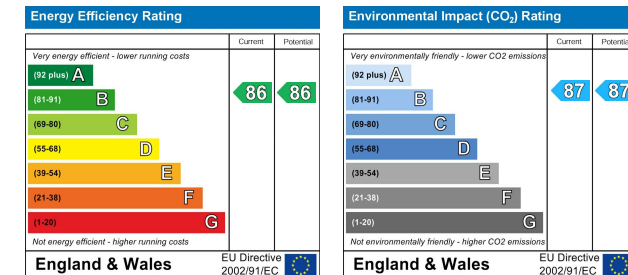 Energy Efficiency Rating
Current Potential
Very energy efficient - lower running costs
(92 plus) A
(81-91) B
86 86
(69-80) C
(55-68) D
(39-54) E
(21-38) F
(1-20) G
Not energy efficient - higher running costs
England & Wales
EU Directive
2002/91/EC
Environmental Impact (CO₂) Rating
Current Potential
Very environmentally friendly - lower CO2 emissions
(92 plus) A
(81-91) B
87 87
(69-80) C
(55-68) D
(39-54) E
(21-38) F
(1-20) G
Not environmentally friendly - higher CO2 emissions
England & Wales
EU Directive
2002/91/EC